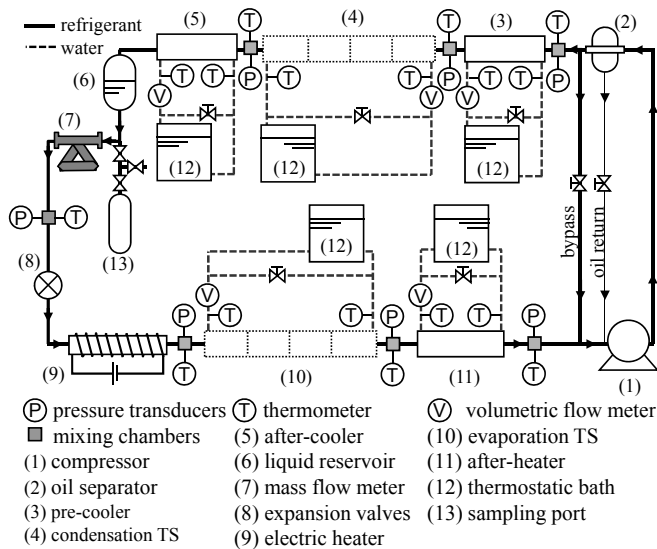 refrigerant
water
(5)
T
T
(4)
T
(3)
T
(2)
P
T
T
T
P
T
T
P
(6)
V
V
V
(7)
(12)
(12)
(12)
P
T
(13)
(12)
(12)
bypass
oil return
(8)
V
T
T
V
T
P
P
P
T
T
T
(9)
(10)
(11)
(1)
P pressure transducers
T thermometer
V volumetric flow meter
mixing chambers
(5) after-cooler
(10) evaporation TS
(1) compressor
(6) liquid reservoir
(11) after-heater
(2) oil separator
(7) mass flow meter
(12) thermostatic bath
(3) pre-cooler
(8) expansion valves
(13) sampling port
(4) condensation TS
(9) electric heater